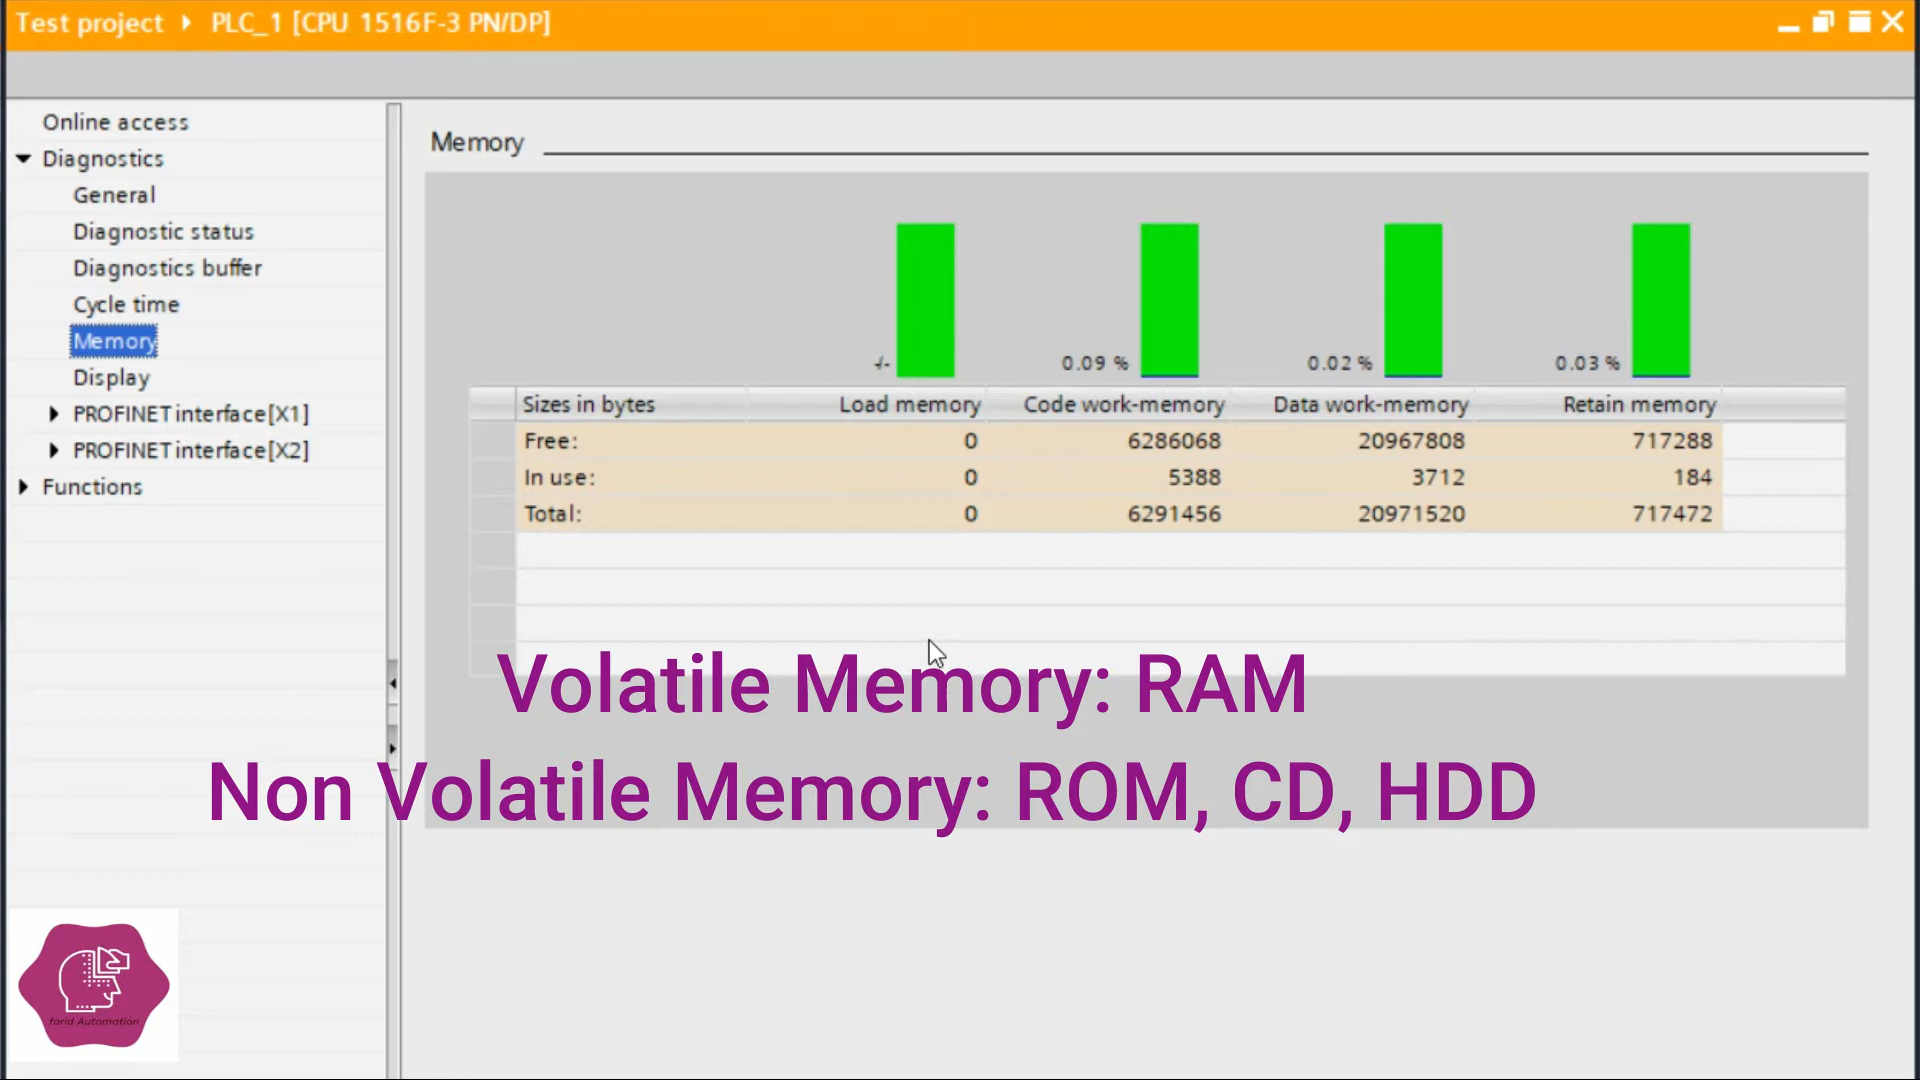 Test project PLC_1 [CPU 1516F-3 PN/DP]
Online access
Diagnostics
General
Diagnostic status
Diagnostics buffer
Cycle time
Memory
Display
PROFINET interface[X1]
PROFINET interface[X2]
Functions
Memory
-/- 0.09 % 0.02 % 0.03 %
Sizes in bytes Load memory Code work-memory Data work-memory Retain memory
Free: 0 6286068 20967808 717288
In use: 0 5388 3712 184
Total: 0 6291456 20971520 717472
Volatile Memory: RAM
Non Volatile Memory: ROM, CD, HDD
farid Automation